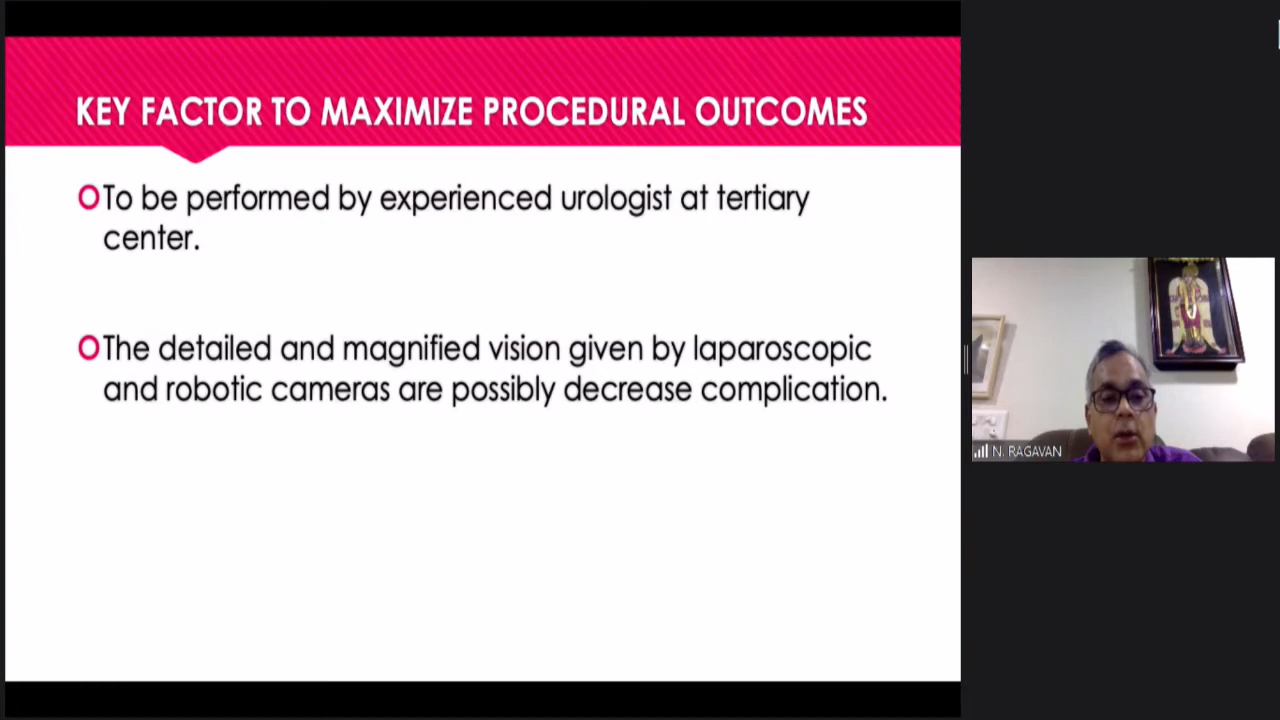 KEY FACTOR TO MAXIMIZE PROCEDURAL OUTCOMES
To be performed by experienced urologist at tertiary
center.
The detailed and magnified vision given by laparoscopic
and robotic cameras are possibly decrease complication.
N. RAGAVAN